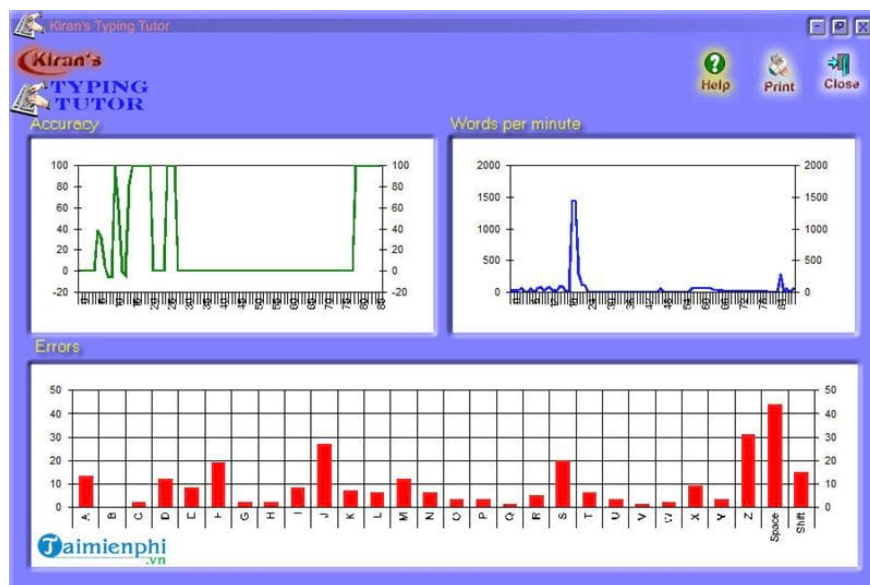 Kiran's Typing Tutor
Kiran's
TYPING
TUTOR
Help
Print
Close
Accuracy
Words per minute
100
80
60
40
20
0
-20
100
80
60
40
20
0
-20
2000
1500
1000
500
0
2000
1500
1000
500
0
Errors
50
40
30
20
10
0
50
40
30
20
10
0
A B C D E F G H I J K L M N O P Q R S T U V W X Y Z Space Shift
Taimienphi
.vn